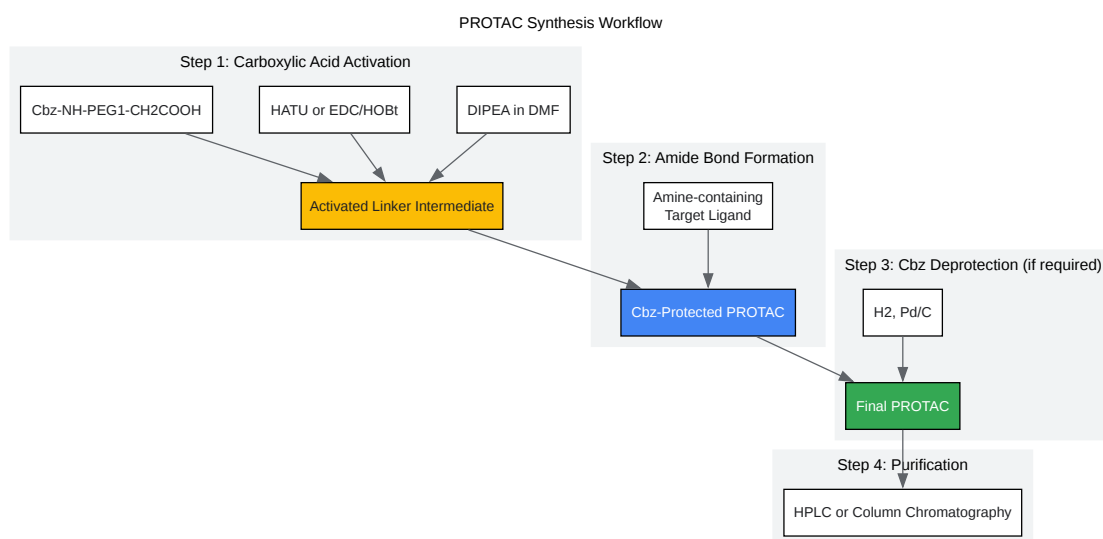 PROTAC Synthesis Workflow
Step 1: Carboxylic Acid Activation
Cbz-NH-PEG1-CH2COOH
HATU or EDC/HOBt
DIPEA in DMF
Activated Linker Intermediate
Step 2: Amide Bond Formation
Amine-containing
Target Ligand
Cbz-Protected PROTAC
Step 3: Cbz Deprotection (if required)
H2, Pd/C
Final PROTAC
Step 4: Purification
HPLC or Column Chromatography